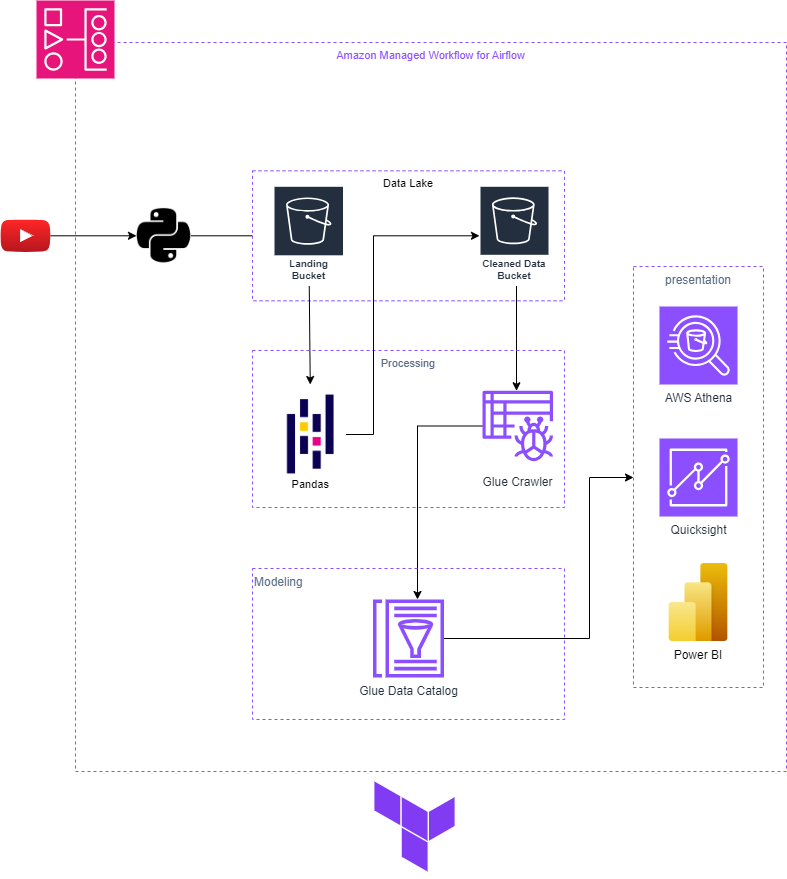 Amazon Managed Workflow for Airflow
Data Lake
Landing
Bucket
Cleaned Data
Bucket
Processing
Pandas
Glue Crawler
Modeling
Glue Data Catalog
presentation
AWS Athena
Quicksight
Power BI